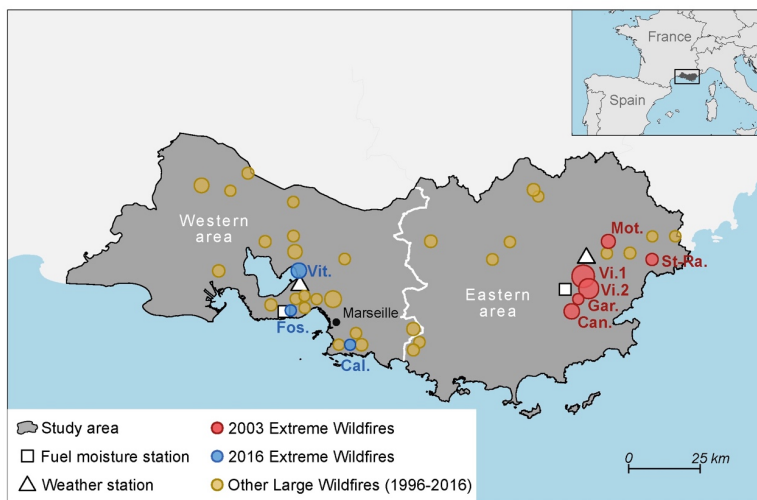 France
Spain
Western
area
Mot.
St-Ra.
Vit.
Vi.1
Vi.2
Eastern
area
Gar.
Can.
Marseille
Fos.
Cal.
Study area
2003 Extreme Wildfires
Fuel moisture station
2016 Extreme Wildfires
Weather station
Other Large Wildfires (1996-2016)
0 25 km